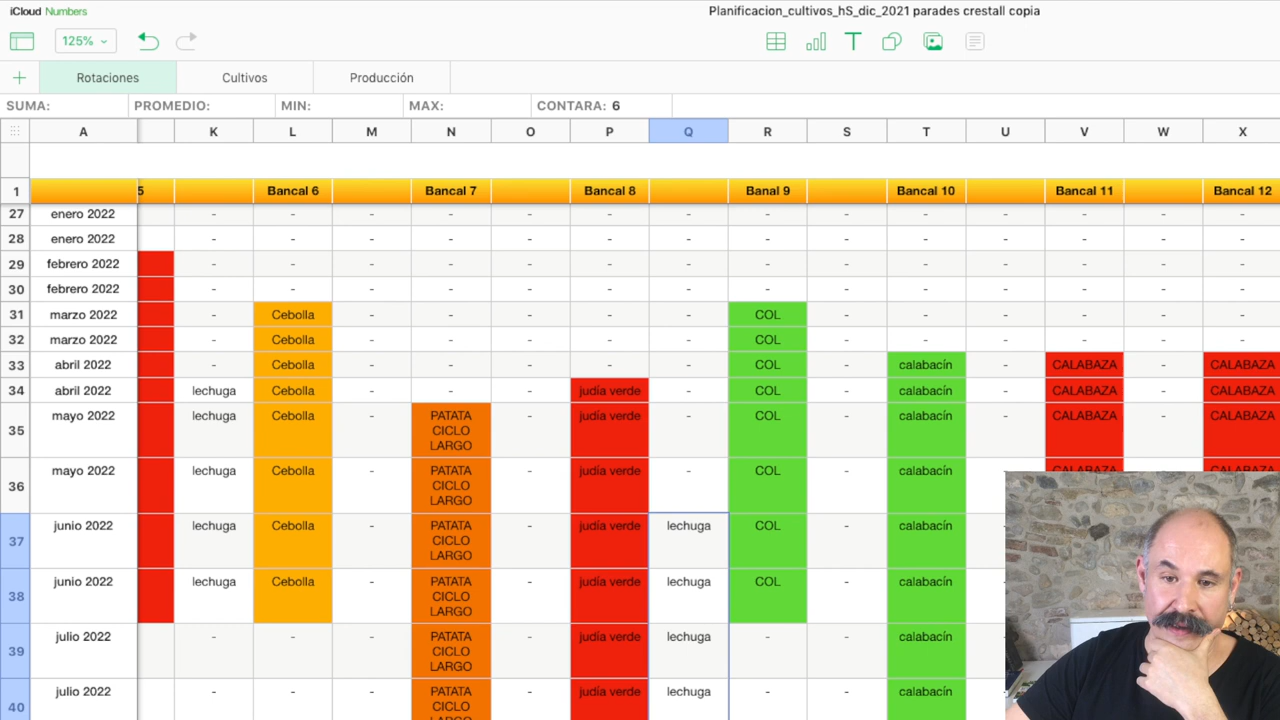 iCloud Numbers
Planificacion_cultivos_hS_dic_2021 parades crestall copia
125%
+ Rotaciones Cultivos Producción
SUMA: PROMEDIO: MIN: MAX: CONTARA: 6
A K L M N O P Q R S T U V W X
1 5 Bancal 6 Bancal 7 Bancal 8 Banal 9 Bancal 10 Bancal 11 Bancal 12
27 enero 2022 - - - - - - - - - - - - - -
28 enero 2022 - - - - - - - - - - - - - -
29 febrero 2022 - - - - - - - - - - - - - -
30 febrero 2022 - - - - - - - - - - - - - -
31 marzo 2022 - Cebolla - - - - - COL - - - - - -
32 marzo 2022 - Cebolla - - - - - COL - - - - - -
33 abril 2022 - Cebolla - - - - - COL - calabacín - CALABAZA - CALABAZA
34 abril 2022 lechuga Cebolla - - - judía verde - COL - calabacín - CALABAZA - CALABAZA
35 mayo 2022 lechuga Cebolla - PATATA CICLO LARGO - judía verde - COL - calabacín - CALABAZA - CALABAZA
36 mayo 2022 lechuga Cebolla - PATATA CICLO LARGO - judía verde - COL - calabacín - CALABAZA - CALABAZA
37 junio 2022 lechuga Cebolla - PATATA CICLO LARGO - judía verde lechuga COL - calabacín -
38 junio 2022 lechuga Cebolla - PATATA CICLO LARGO - judía verde lechuga COL - calabacín
39 julio 2022 - - - PATATA CICLO LARGO - judía verde lechuga - - calabacín
40 julio 2022 - - - PATATA CICLO LARGO - judía verde lechuga - - calabacín